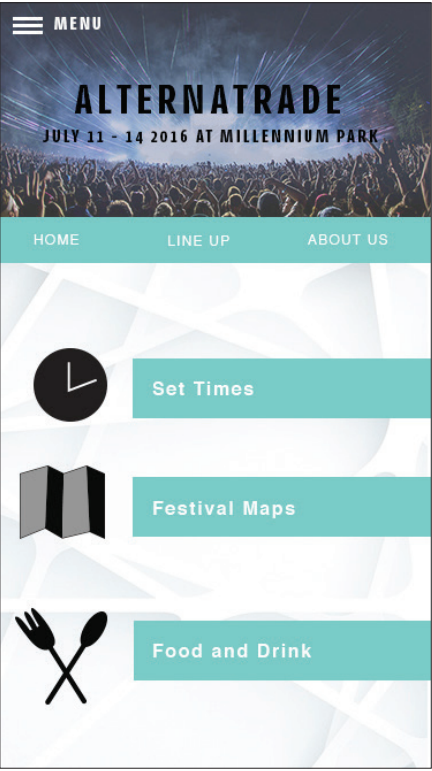 MENU
ALTERNATRADE
JULY 11 - 14 2016 AT MILLENNIUM PARK
HOME LINE UP ABOUT US
Set Times
Festival Maps
Food and Drink